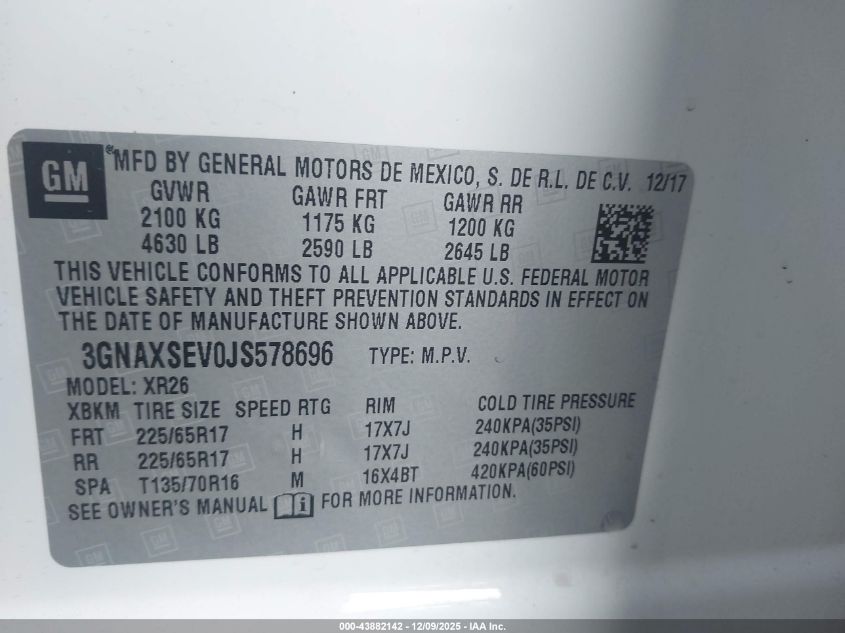 GM ®MFD BY GENERAL MOTORS DE MEXICO, S. DE R.L. DE C.V. 12/17
GVWR GAWR FRT GAWR RR
2100 KG 1175 KG 1200 KG
4630 LB 2590 LB 2645 LB
THIS VEHICLE CONFORMS TO ALL APPLICABLE U.S. FEDERAL MOTOR
VEHICLE SAFETY AND THEFT PREVENTION STANDARDS IN EFFECT ON
THE DATE OF MANUFACTURE SHOWN ABOVE.
3GNAXSEV0JS578696 TYPE: M.P.V.
MODEL: XR26
XBKM TIRE SIZE SPEED RTG RIM COLD TIRE PRESSURE
FRT 225/65R17 H 17X7J 240KPA(35PSI)
RR 225/65R17 H 17X7J 240KPA(35PSI)
SPA T135/70R16 M 16X4BT 420KPA(60PSI)
SEE OWNER'S MANUAL i FOR MORE INFORMATION.
000-43882142 - 12/09/2025 - IAA Inc.